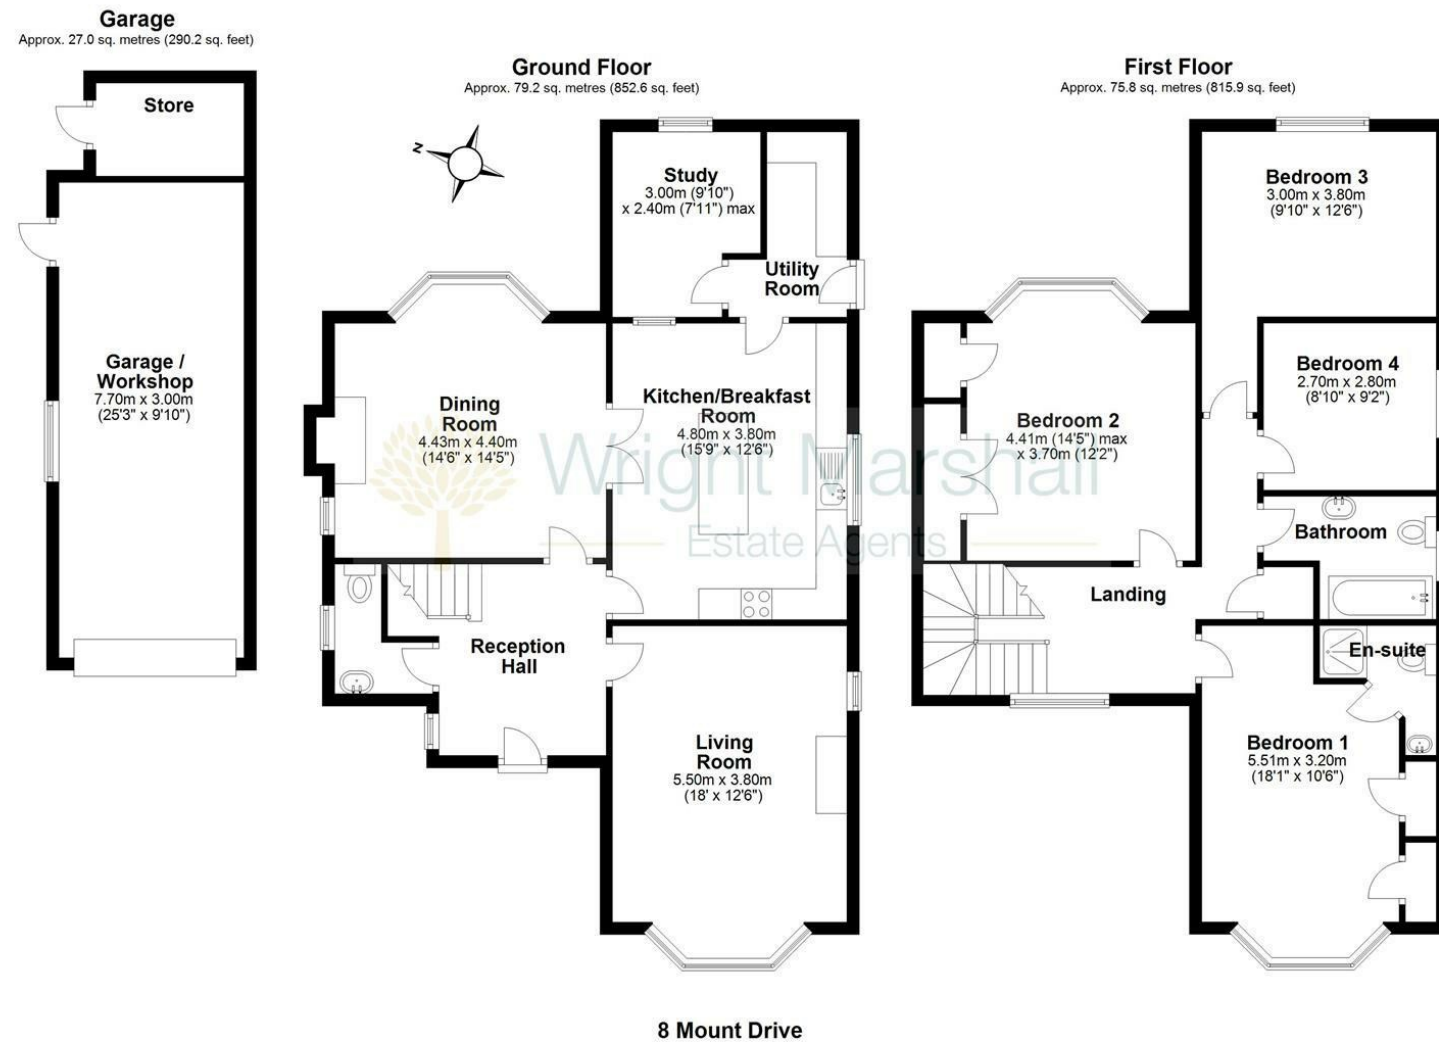 Garage
Approx. 27.0 sq. metres (290.2 sq. feet)
Store
Garage /
Workshop
7.70m x 3.00m
(25'3" x 9'10")
Ground Floor
Approx. 79.2 sq. metres (852.6 sq. feet)
N
Study
3.00m (9'10")
x 2.40m (7'11") max
Utility
Room
Dining
Room
4.43m x 4.40m
(14'6" x 14'5")
Kitchen/Breakfast
Room
4.80m x 3.80m
(15'9" x 12'6")
Reception
Hall
Living
Room
5.50m x 3.80m
(18' x 12'6")
First Floor
Approx. 75.8 sq. metres (815.9 sq. feet)
Bedroom 3
3.00m x 3.80m
(9'10" x 12'6")
Bedroom 4
2.70m x 2.80m
(8'10" x 9'2")
Bedroom 2
4.41m (14'5") max
x 3.70m (12'2")
Bathroom
Landing
En-suite
Bedroom 1
5.51m x 3.20m
(18'1" x 10'6")
Wright Marshall
Estate Agents
8 Mount Drive